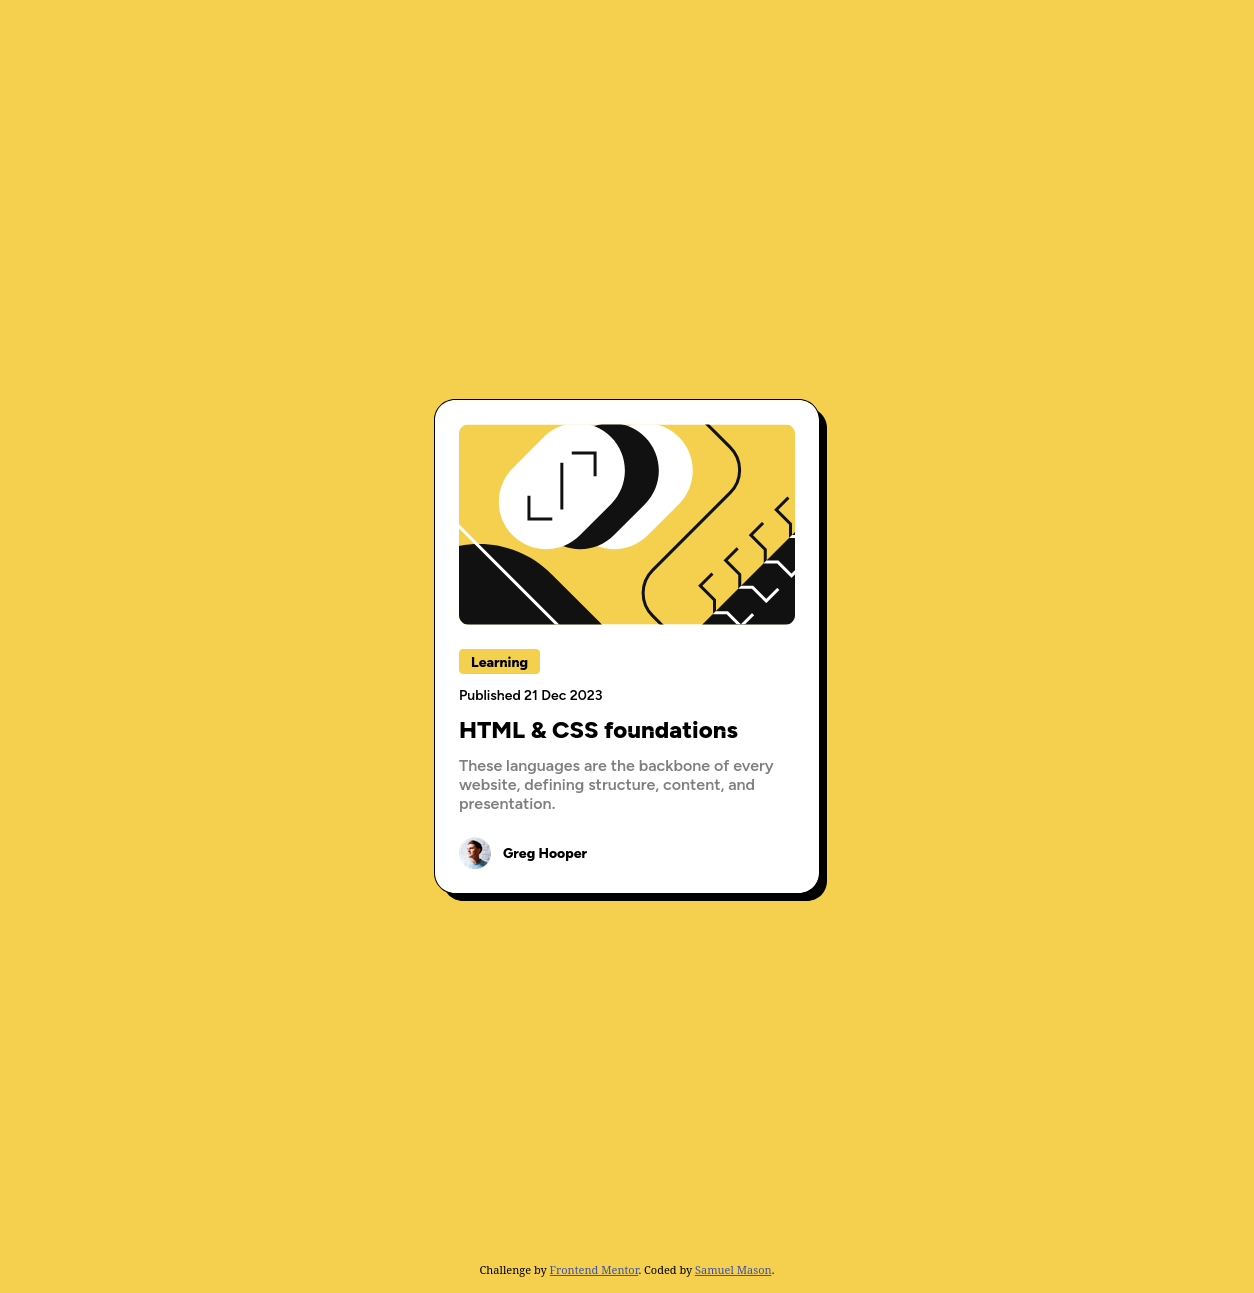 Learning
Published 21 Dec 2023
HTML & CSS foundations
These languages are the backbone of every
website, defining structure, content, and
presentation.
Greg Hooper
Challenge by Frontend Mentor. Coded by Samuel Mason.